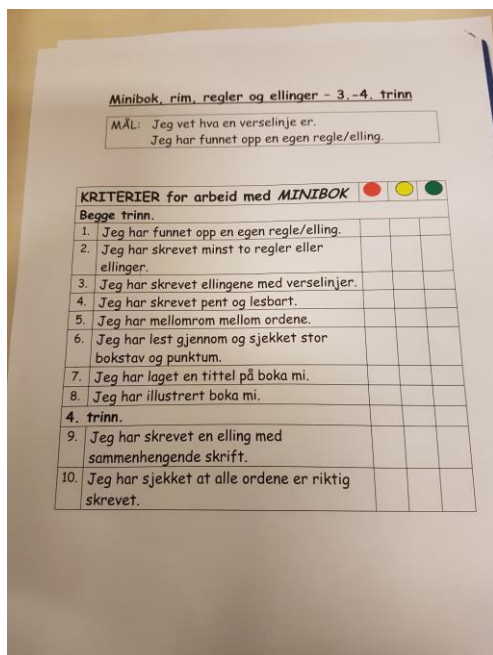 Minibok, rim, regler og ellinger - 3.-4. trinn
MÅL: Jeg vet hva en verselinje er.
Jeg har funnet opp en egen regle/elling.
KRITERIER for arbeid med MINIBOK
Begge trinn.
1. Jeg har funnet opp en egen regle/elling.
2. Jeg har skrevet minst to regler eller
ellinger.
3. Jeg har skrevet ellingene med verselinjer.
4. Jeg har skrevet pent og lesbart.
5. Jeg har mellomrom mellom ordene.
6. Jeg har lest gjennom og sjekket stor
bokstav og punktum.
7. Jeg har laget en tittel på boka mi.
8. Jeg har illustrert boka mi.
4. trinn.
9. Jeg har skrevet en elling med
sammenhengende skrift.
10. Jeg har sjekket at alle ordene er riktig
skrevet.